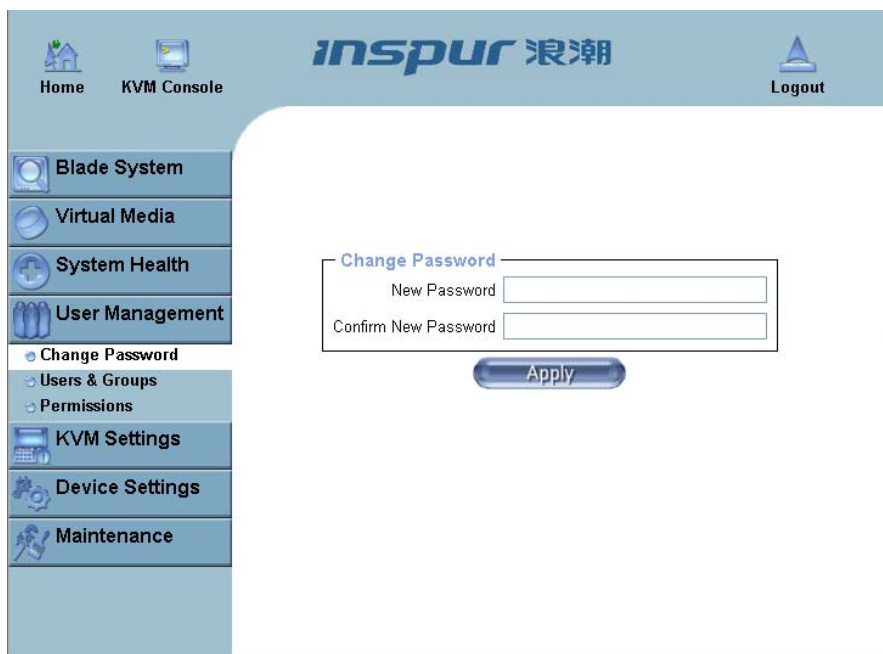 inspur 浪潮
Home
KVM Console
Logout
Blade System
Virtual Media
System Health
User Management
Change Password
Users & Groups
Permissions
KVM Settings
Device Settings
Maintenance
Change Password
New Password
Confirm New Password
Apply